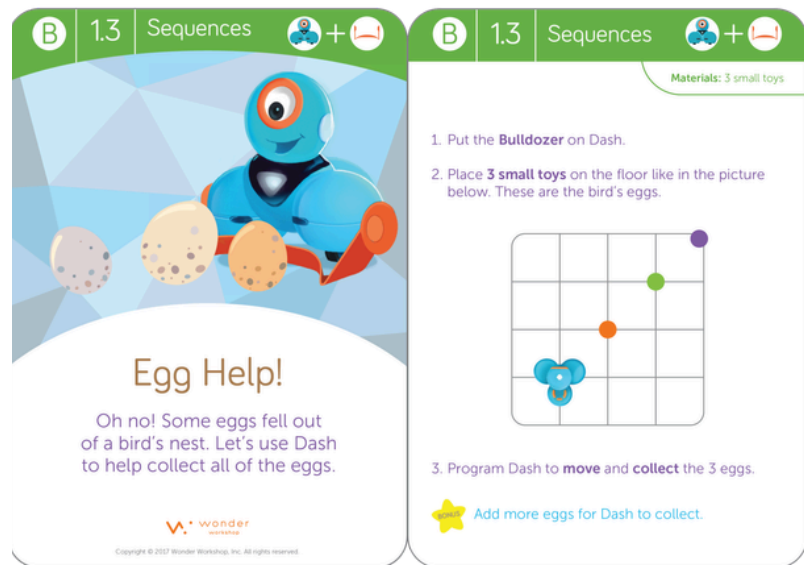 B 1.3 Sequences +
Egg Help!
Oh no! Some eggs fell out
of a bird's nest. Let's use Dash
to help collect all of the eggs.
wonder
workshop
Copyright © 2017 Wonder Workshop, Inc. All rights reserved.
B 1.3 Sequences +
Materials: 3 small toys
1. Put the Bulldozer on Dash.
2. Place 3 small toys on the floor like in the picture
below. These are the bird's eggs.
3. Program Dash to move and collect the 3 eggs.
BONUS Add more eggs for Dash to collect.